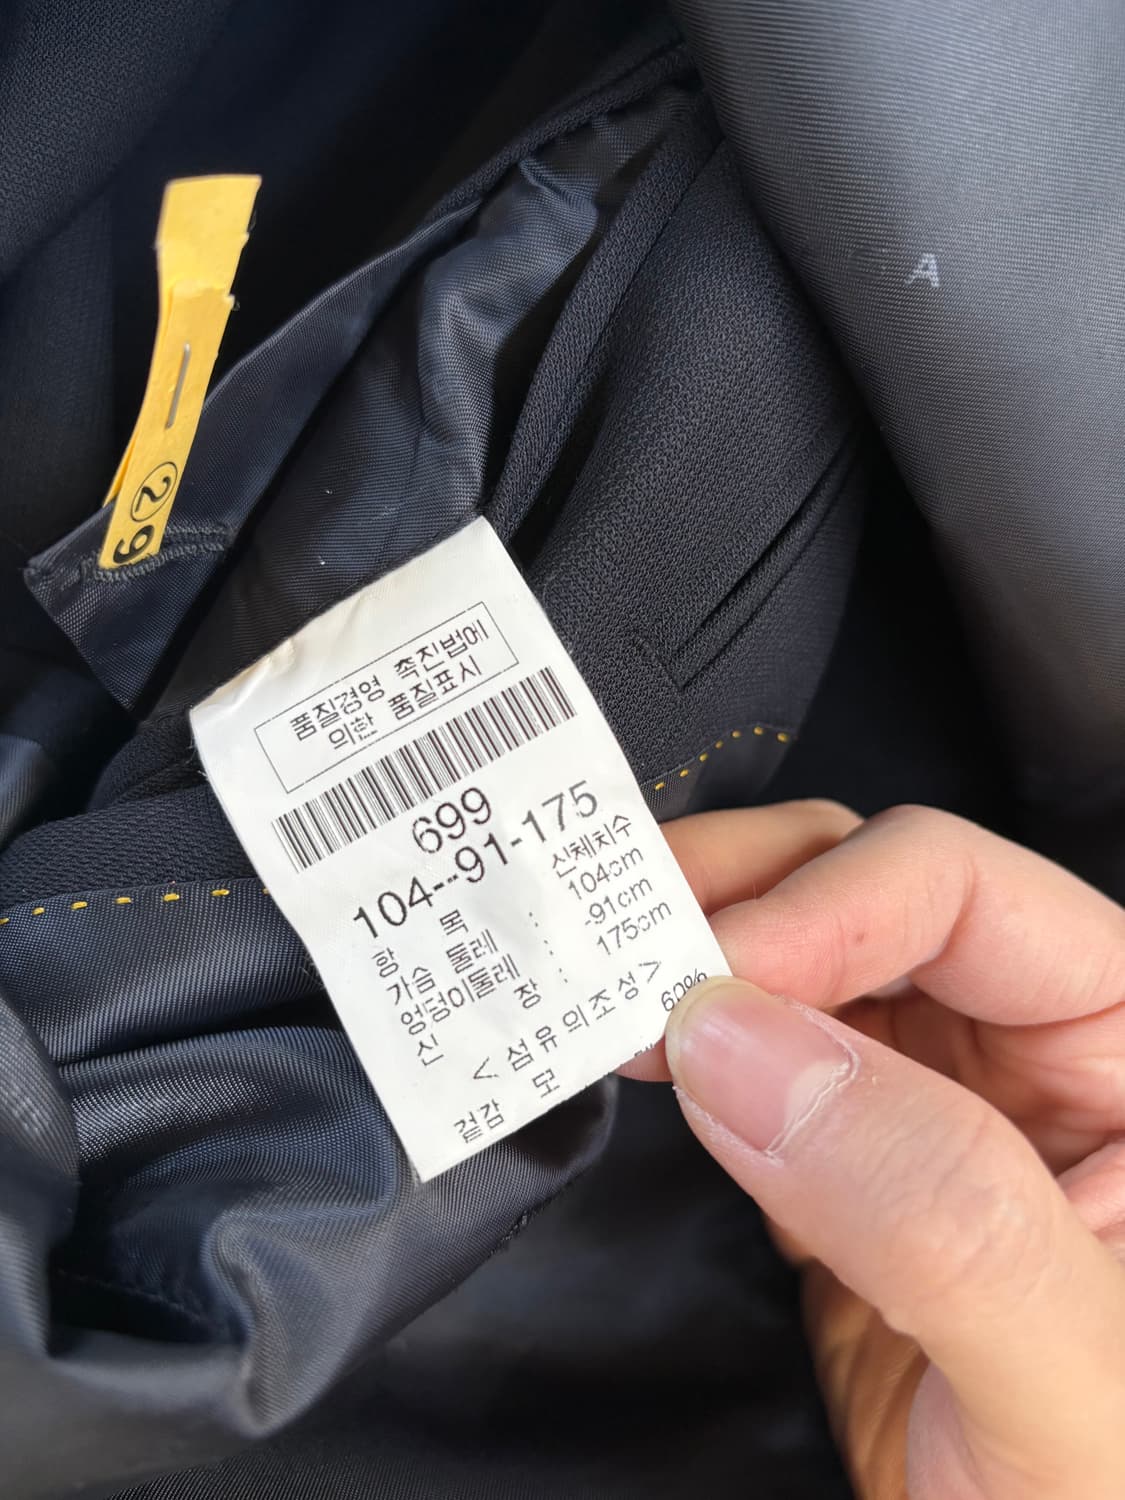 A
②9
품질경영 촉진법에
의한 품질표시
699
104--91-175
항 목 신체치수
가슴 둘레 : 104cm
엉덩이둘레 : -91cm
신 장 : 175cm
<섬유의조성>
겉감 모 60%